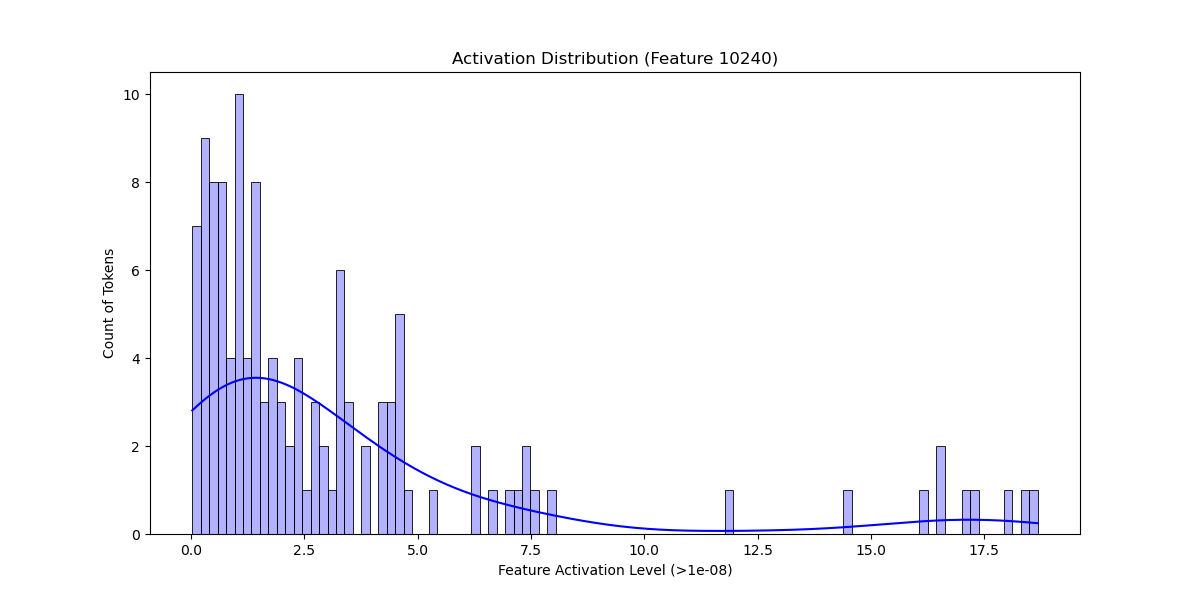 Activation Distribution (Feature 10240)
10
8
6
4
2
0
Count of Tokens
0.0 2.5 5.0 7.5 10.0 12.5 15.0 17.5
Feature Activation Level (>1e-08)